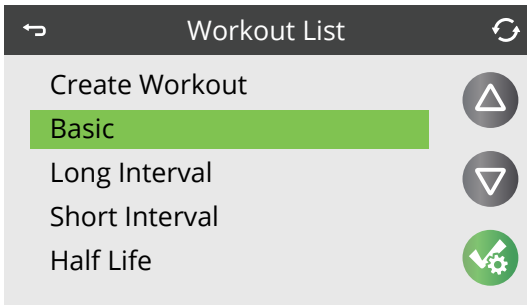 Workout List
Create Workout
Basic
Long Interval
Short Interval
Half Life